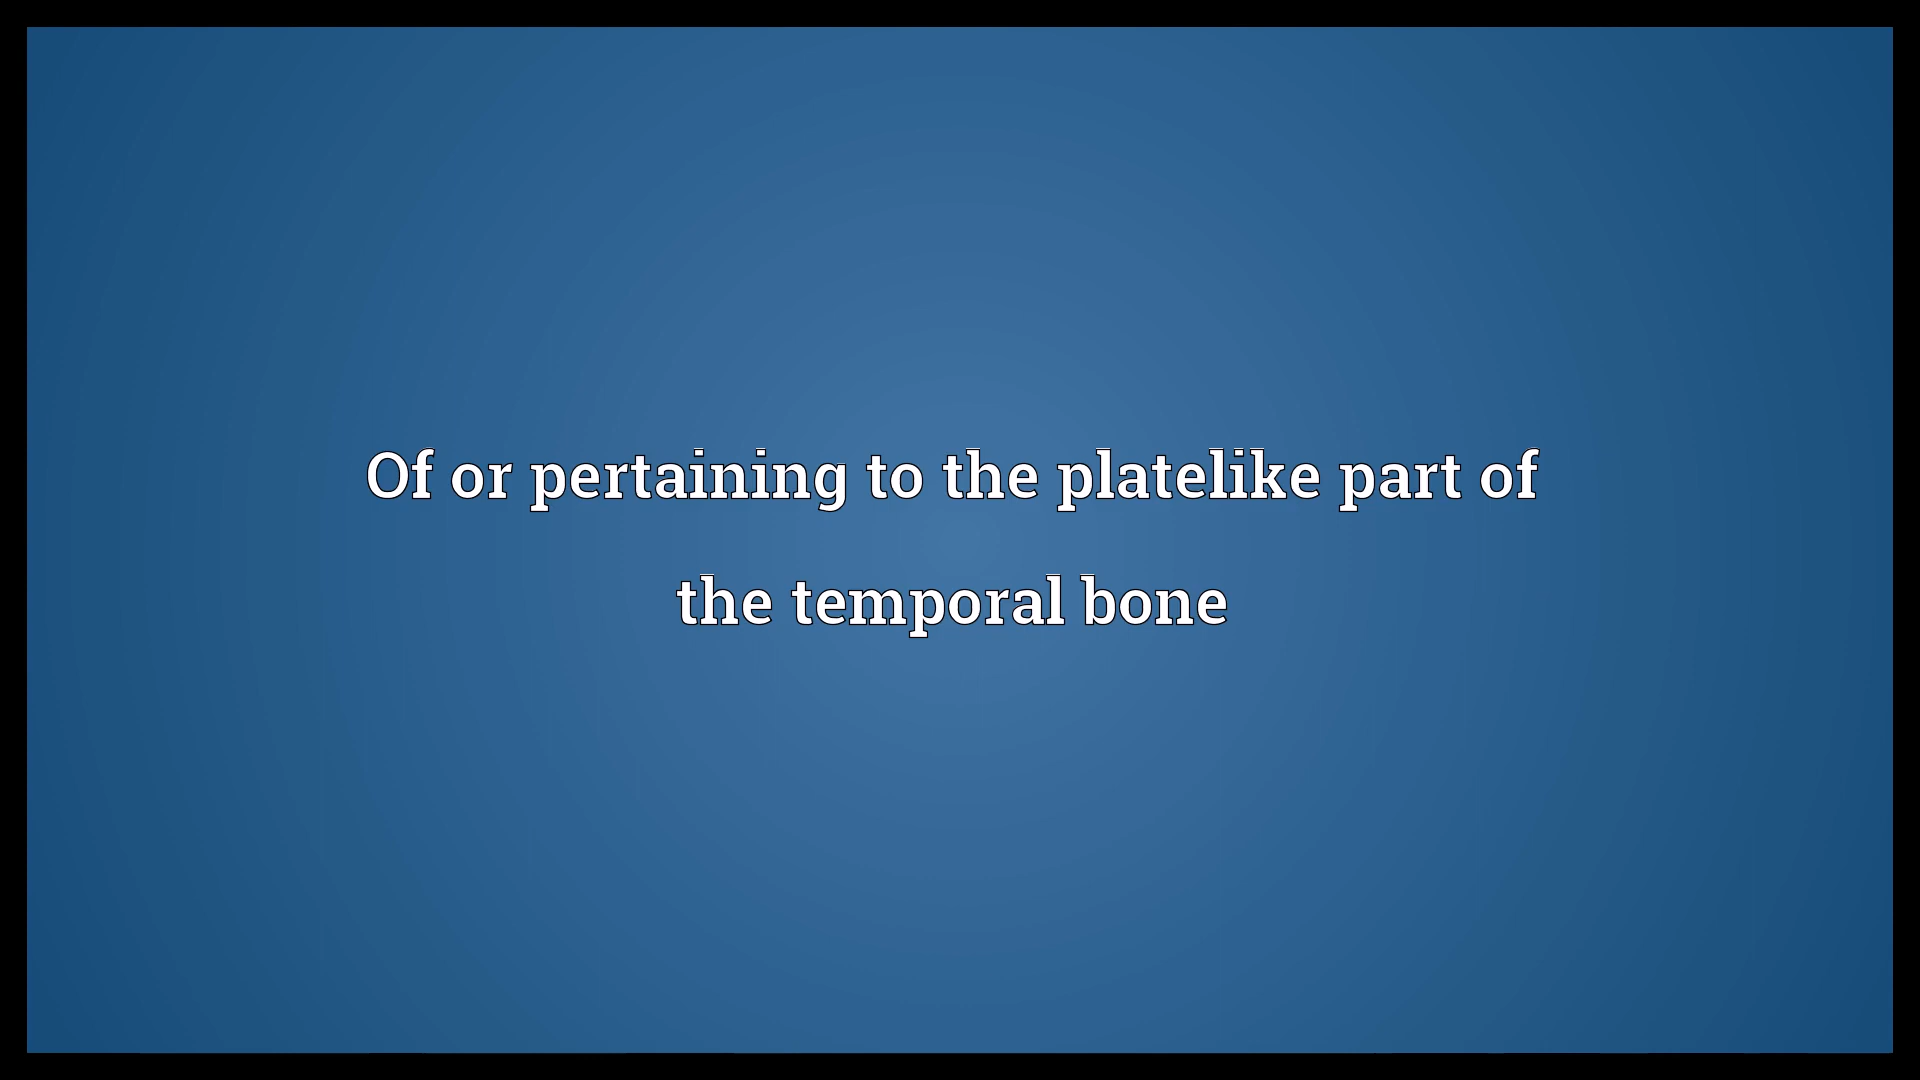 Of or pertaining to the platelike part of
the temporal bone